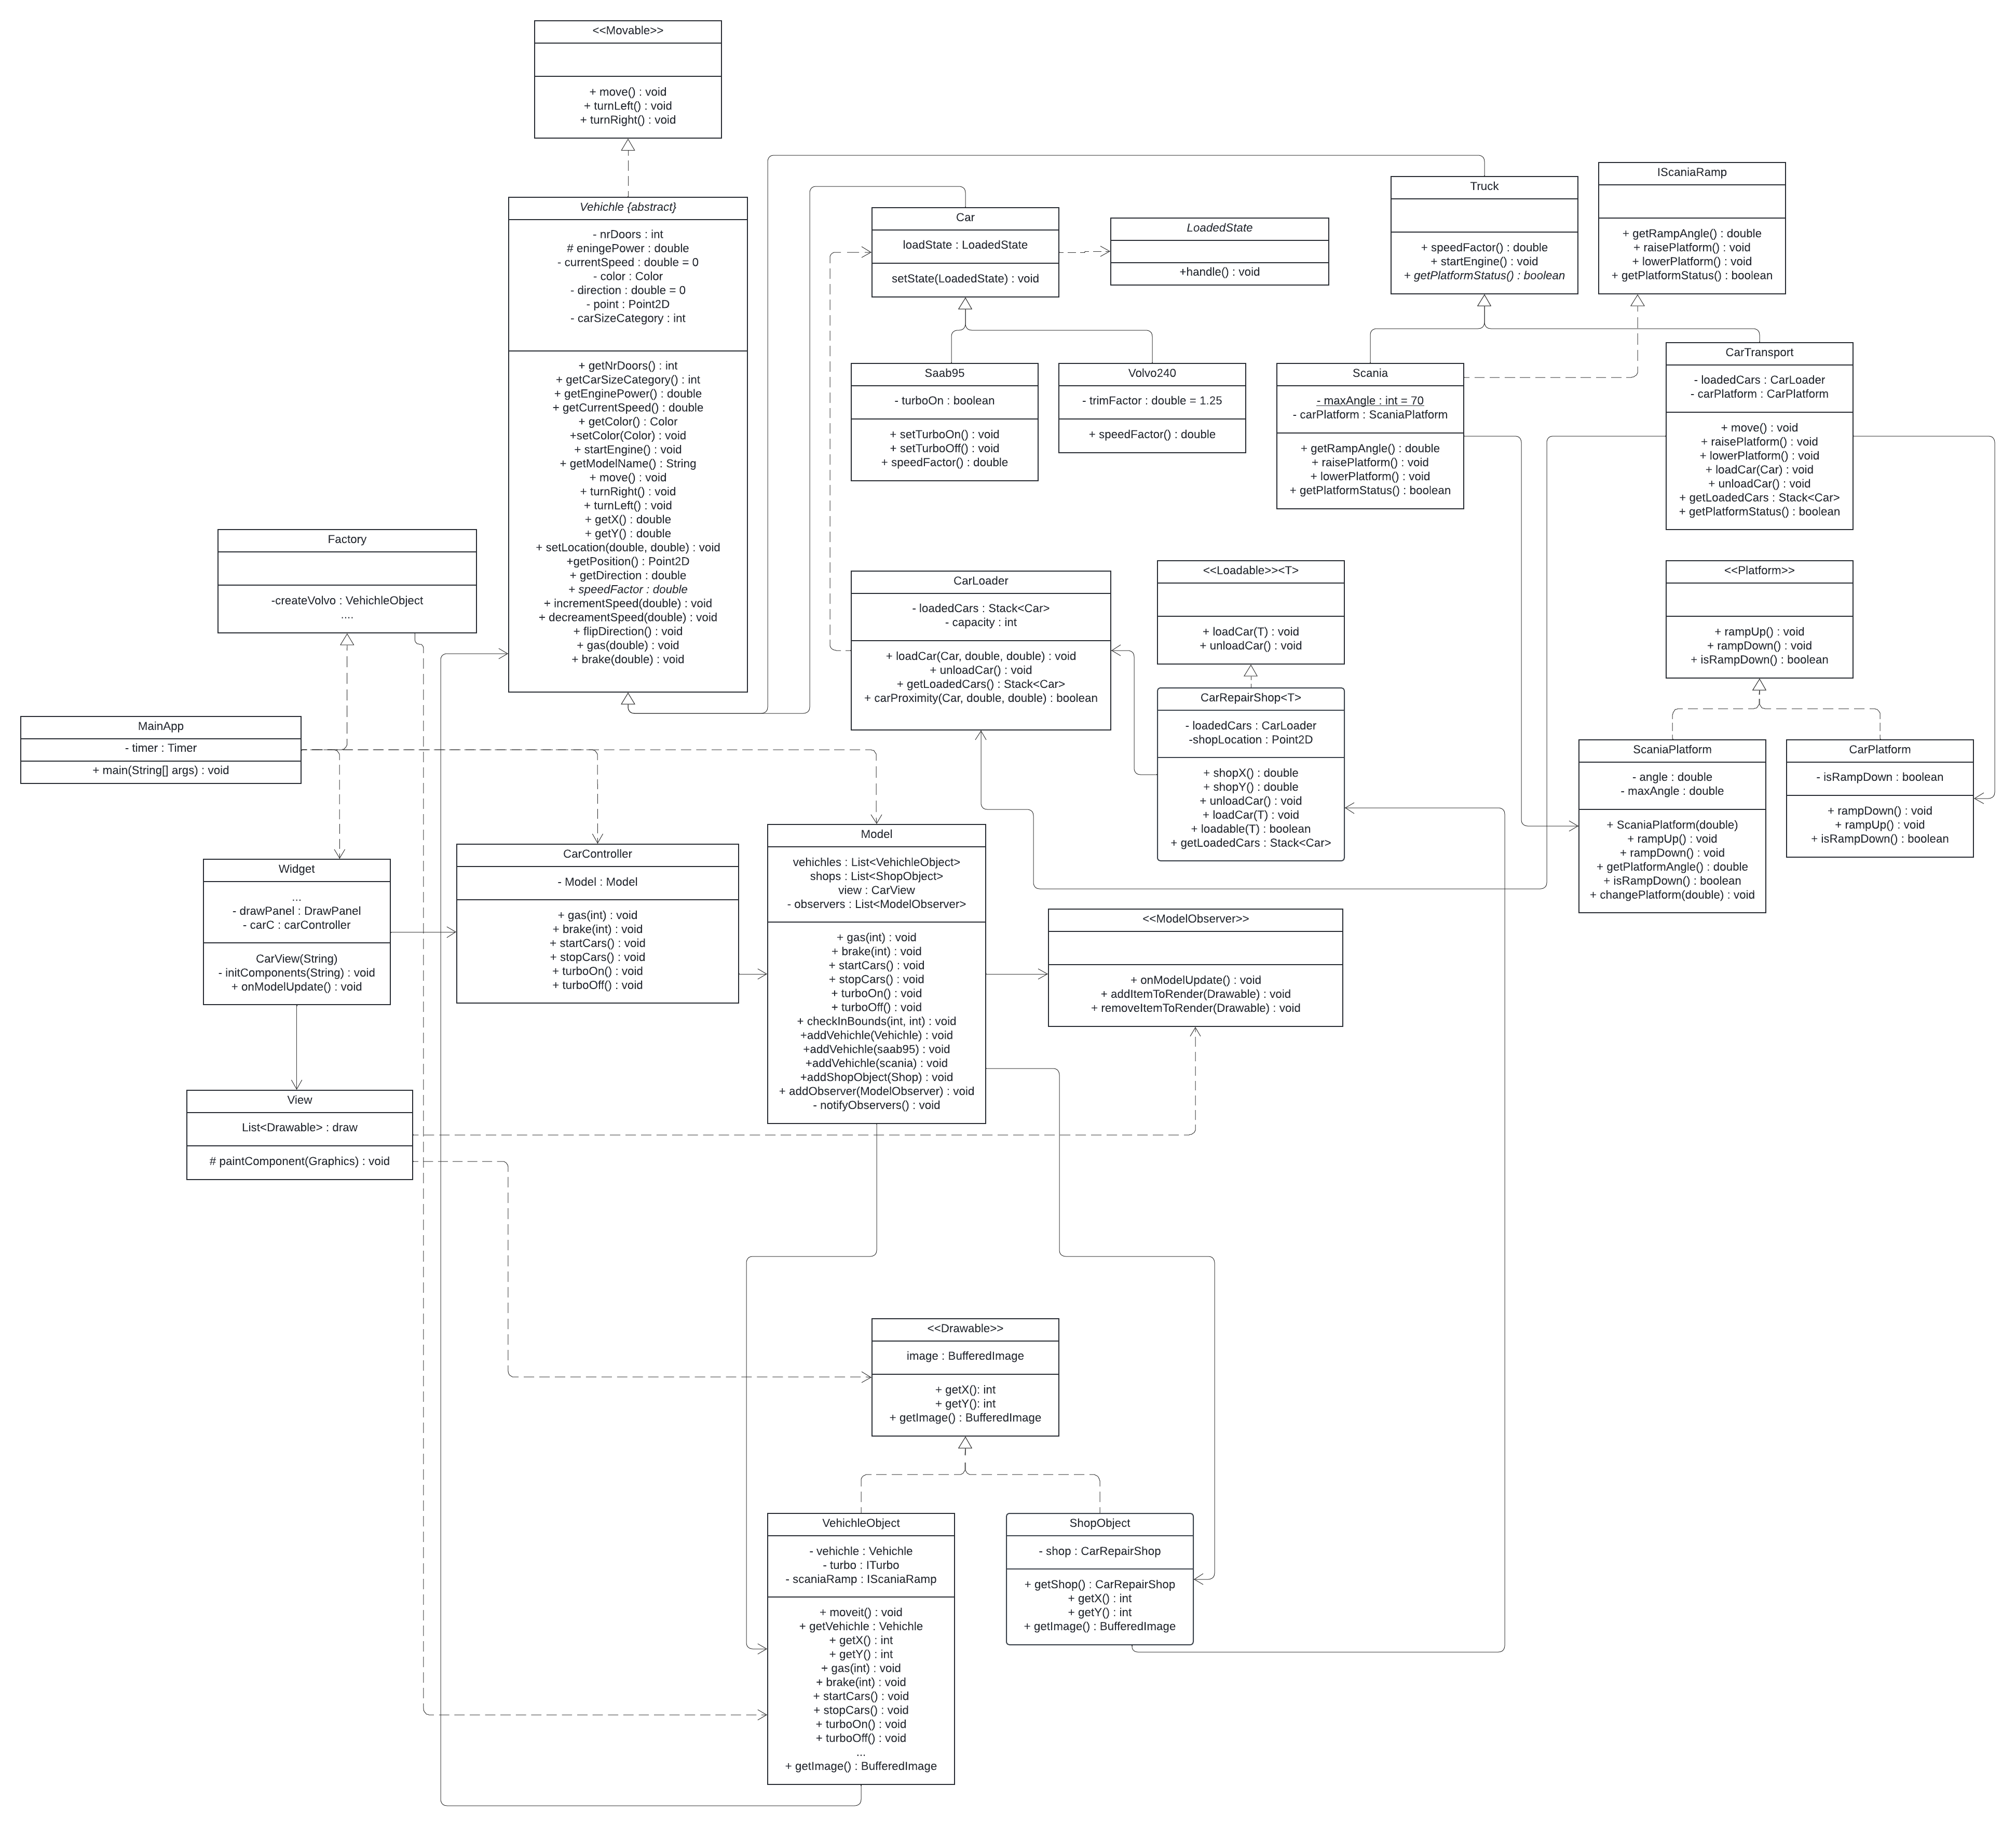 <<Movable>>
+ move() : void
+ turnLeft() : void
+ turnRight() : void
Vehichle {abstract}
- nrDoors : int
# eningePower : double
- currentSpeed : double = 0
- color : Color
- direction : double = 0
- point : Point2D
- carSizeCategory : int
+ getNrDoors() : int
+ getCarSizeCategory() : int
+ getEnginePower() : double
+ getCurrentSpeed() : double
+ getColor() : Color
+setColor(Color) : void
+ startEngine() : void
+ getModelName() : String
+ move() : void
+ turnRight() : void
+ turnLeft() : void
+ getX() : double
+ getY() : double
+ setLocation(double, double) : void
+getPosition() : Point2D
+ getDirection : double
+ speedFactor : double
+ incrementSpeed(double) : void
+ decreamentSpeed(double) : void
+ flipDirection() : void
+ gas(double) : void
+ brake(double) : void
Car
loadState : LoadedState
setState(LoadedState) : void
LoadedState
+handle() : void
Truck
+ speedFactor() : double
+ startEngine() : void
+ getPlatformStatus() : boolean
IScaniaRamp
+ getRampAngle() : double
+ raisePlatform() : void
+ lowerPlatform() : void
+ getPlatformStatus() : boolean
Saab95
- turboOn : boolean
+ setTurboOn() : void
+ setTurboOff() : void
+ speedFactor() : double
Volvo240
- trimFactor : double = 1.25
+ speedFactor() : double
Scania
- maxAngle : int = 70
- carPlatform : ScaniaPlatform
+ getRampAngle() : double
+ raisePlatform() : void
+ lowerPlatform() : void
+ getPlatformStatus() : boolean
CarTransport
- loadedCars : CarLoader
- carPlatform : CarPlatform
+ move() : void
+ raisePlatform() : void
+ lowerPlatform() : void
+ loadCar(Car) : void
+ unloadCar() : void
+ getLoadedCars : Stack<Car>
+ getPlatformStatus() : boolean
Factory
-createVolvo : VehichleObject
....
CarLoader
- loadedCars : Stack<Car>
- capacity : int
+ loadCar(Car, double, double) : void
+ unloadCar() : void
+ getLoadedCars() : Stack<Car>
+ carProximity(Car, double, double) : boolean
<<Loadable>><T>
+ loadCar(T) : void
+ unloadCar() : void
<<Platform>>
+ rampUp() : void
+ rampDown() : void
+ isRampDown() : boolean
CarRepairShop<T>
- loadedCars : CarLoader
-shopLocation : Point2D
+ shopX() : double
+ shopY() : double
+ unloadCar() : void
+ loadCar(T) : void
+ loadable(T) : boolean
+ getLoadedCars : Stack<Car>
MainApp
- timer : Timer
+ main(String[] args) : void
ScaniaPlatform
- angle : double
- maxAngle : double
+ ScaniaPlatform(double)
+ rampUp() : void
+ rampDown() : void
+ getPlatformAngle() : double
+ isRampDown() : boolean
+ changePlatform(double) : void
CarPlatform
- isRampDown : boolean
+ rampDown() : void
+ rampUp() : void
+ isRampDown() : boolean
Widget
...
- drawPanel : DrawPanel
- carC : carController
CarView(String)
- initComponents(String) : void
+ onModelUpdate() : void
CarController
- Model : Model
+ gas(int) : void
+ brake(int) : void
+ startCars() : void
+ stopCars() : void
+ turboOn() : void
+ turboOff() : void
Model
vehichles : List<VehichleObject>
shops : List<ShopObject>
view : CarView
- observers : List<ModelObserver>
+ gas(int) : void
+ brake(int) : void
+ startCars() : void
+ stopCars() : void
+ turboOn() : void
+ turboOff() : void
+ checkInBounds(int, int) : void
+addVehichle(Vehichle) : void
+addVehichle(saab95) : void
+addVehichle(scania) : void
+addShopObject(Shop) : void
+ addObserver(ModelObserver) : void
- notifyObservers() : void
<<ModelObserver>>
+ onModelUpdate() : void
+ addItemToRender(Drawable) : void
+ removeItemToRender(Drawable) : void
View
List<Drawable> : draw
# paintComponent(Graphics) : void
<<Drawable>>
image : BufferedImage
+ getX(): int
+ getY(): int
+ getImage() : BufferedImage
VehichleObject
- vehichle : Vehichle
- turbo : ITurbo
- scaniaRamp : IScaniaRamp
+ moveit() : void
+ getVehichle : Vehichle
+ getX() : int
+ getY() : int
+ gas(int) : void
+ brake(int) : void
+ startCars() : void
+ stopCars() : void
+ turboOn() : void
+ turboOff() : void
...
+ getImage() : BufferedImage
ShopObject
- shop : CarRepairShop
+ getShop() : CarRepairShop
+ getX() : int
+ getY() : int
+ getImage() : BufferedImage